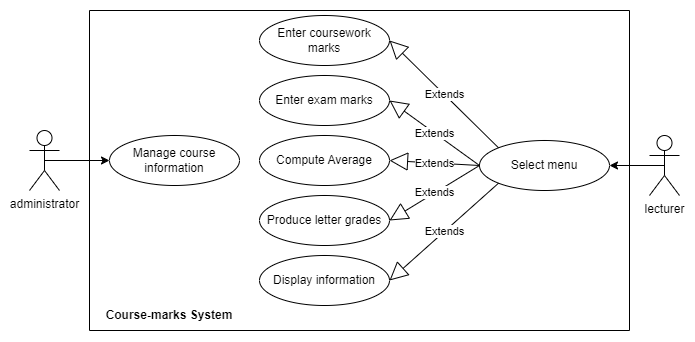 Enter coursework
marks
Extends
Enter exam marks
Extends
Manage course
information
Compute Average
Extends
Select menu
administrator
lecturer
Extends
Produce letter grades
Extends
Display information
Course-marks System